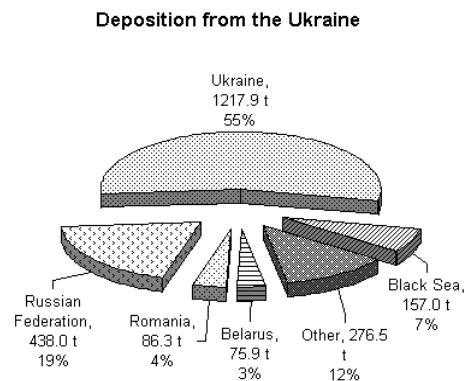 Deposition from the Ukraine
Ukraine,
1217.9 t
55%
Russian
Federation,
438.0 t
19%
Romania,
86.3 t
4%
Belarus,
75.9 t
3%
Other, 276.5
t
12%
Black Sea,
157.0 t
7%